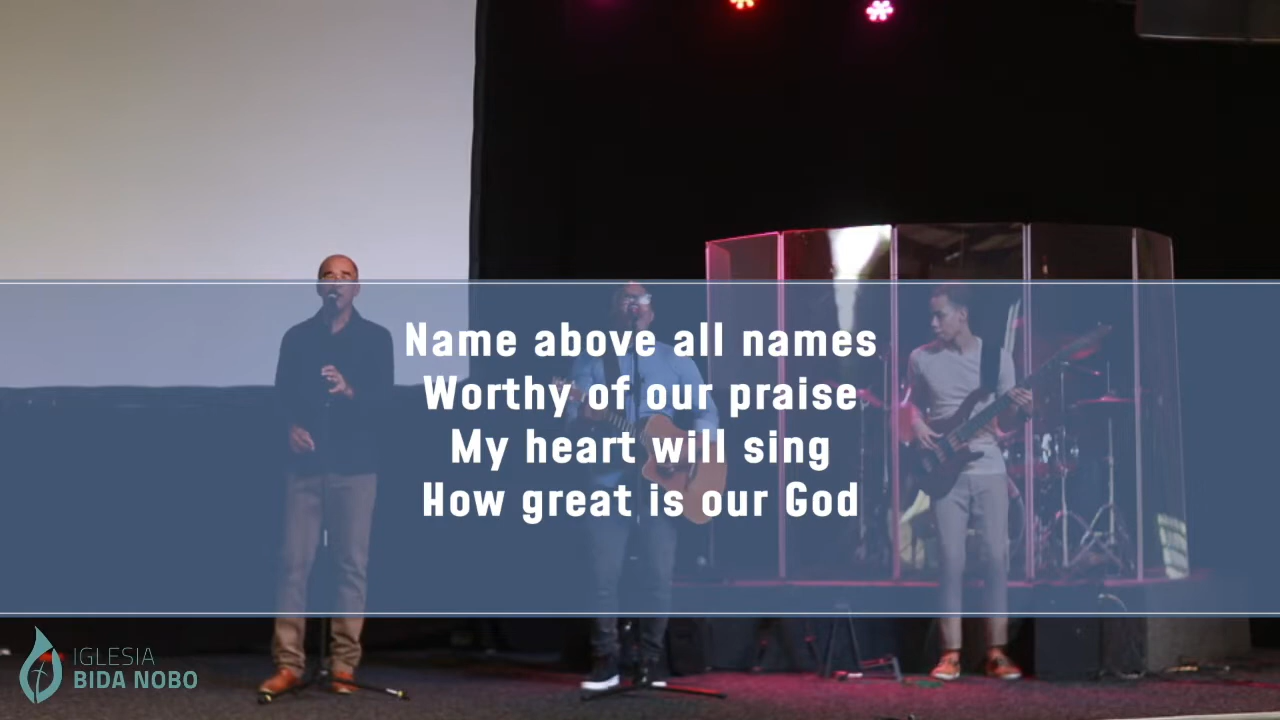 Name above all names
Worthy of our praise
My heart will sing
How great is our God
IGLESIA
BIDA NOBO